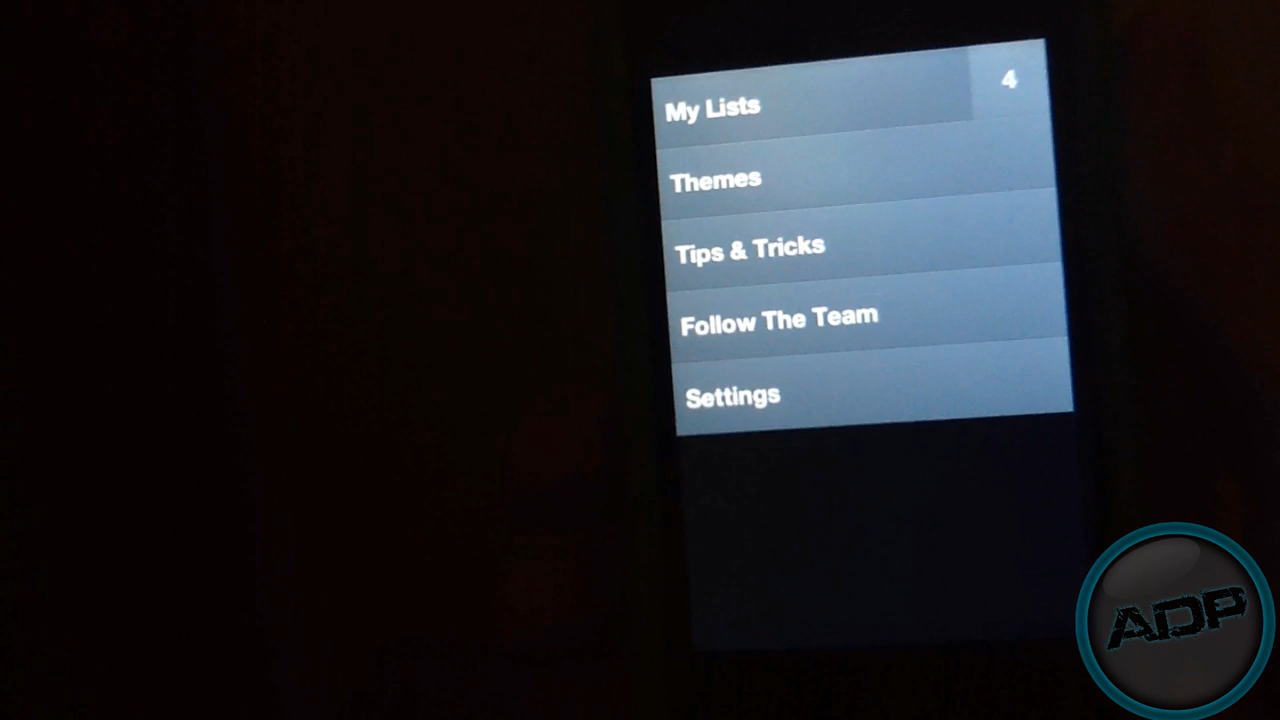 My Lists 4
Themes
Tips & Tricks
Follow The Team
Settings
ADP